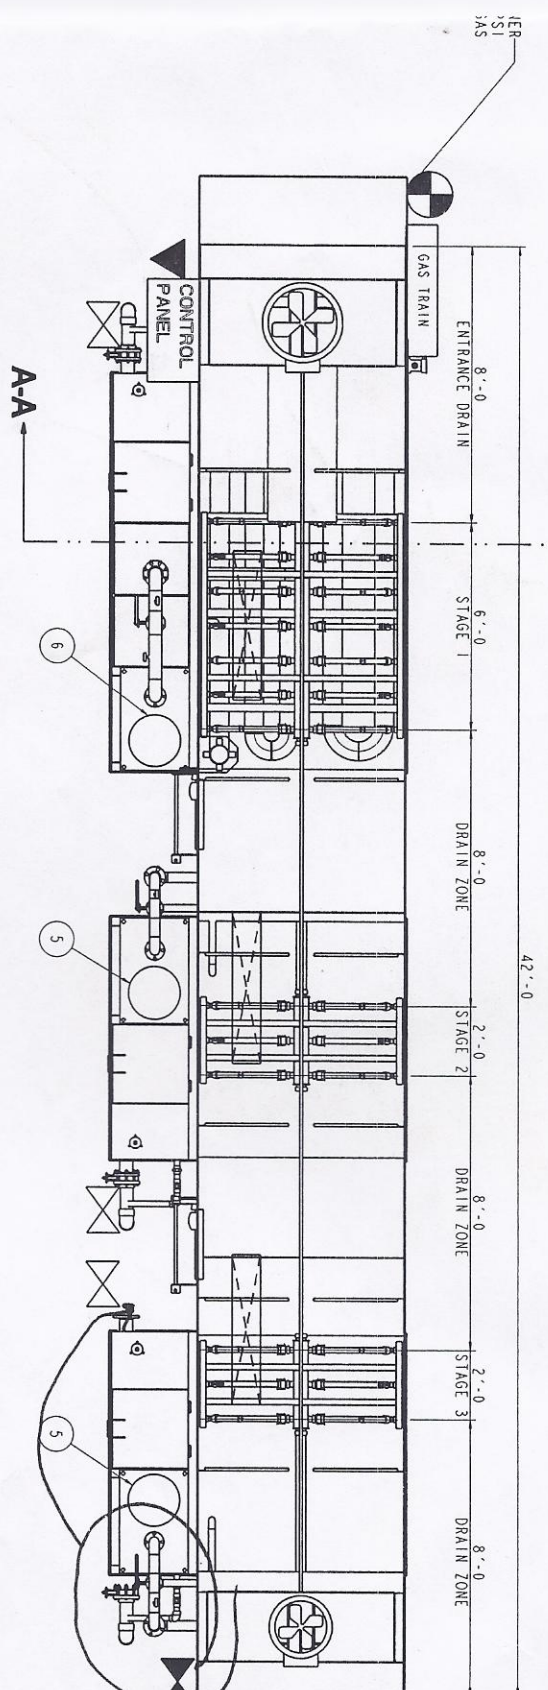 GAS TRAIN
CONTROL
PANEL
8'-0
ENTRANCE DRAIN
A-A
6'-0
STAGE 1
6
8'-0
DRAIN ZONE
42'-0
5
2'-0
STAGE 2
8'-0
DRAIN ZONE
2'-0
STAGE 3
5
8'-0
DRAIN ZONE